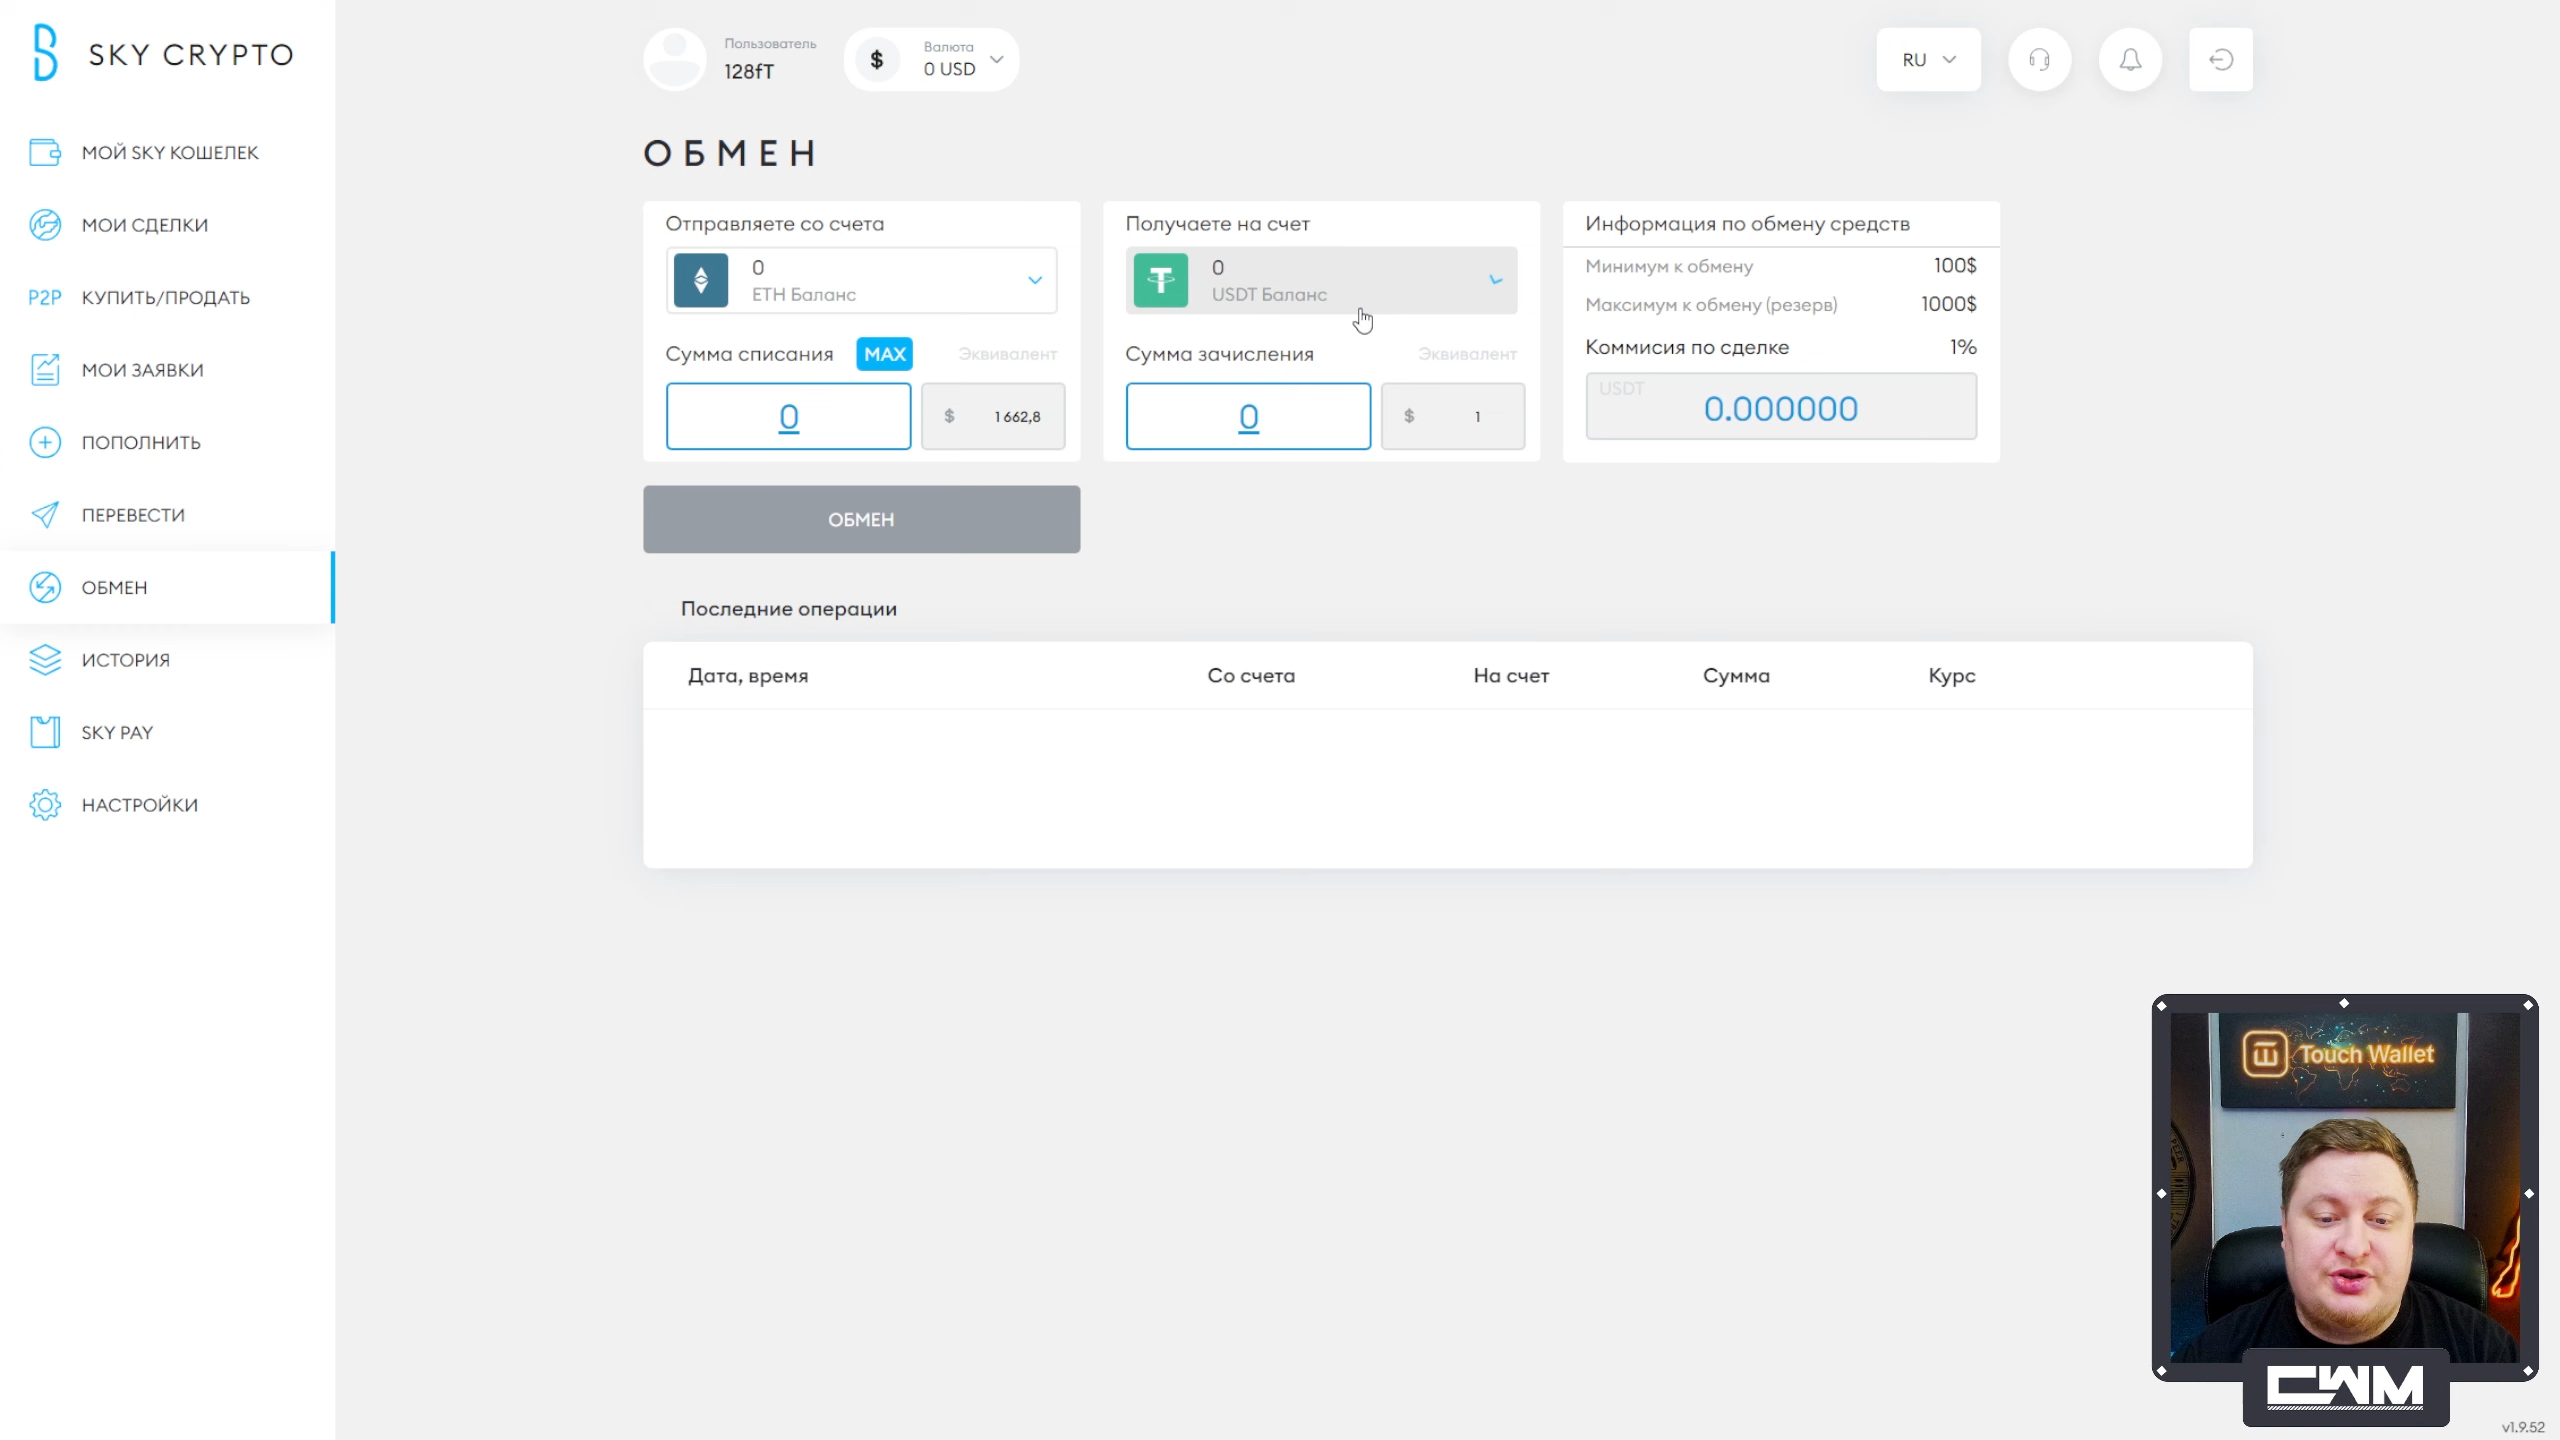 SKY CRYPTO
МОЙ SKY КОШЕЛЕК
МОИ СДЕЛКИ
P2P КУПИТЬ/ПРОДАТЬ
МОИ ЗАЯВКИ
ПОПОЛНИТЬ
ПЕРЕВЕСТИ
ОБМЕН
ИСТОРИЯ
SKY PAY
НАСТРОЙКИ
Пользователь
128fT
$
Валюта
0 USD
RU
ОБМЕН
Отправляете со счета
0
ETH Баланс
Сумма списания MAX Эквивалент
0 $ 1 662,8
Получаете на счет
0
USDT Баланс
Сумма зачисления Эквивалент
0 $ 1
Информация по обмену средств
Минимум к обмену 100$
Максимум к обмену (резерв) 1000$
Коммисия по сделке 1%
USDT
0.000000
ОБМЕН
Последние операции
Дата, время Со счета На счет Сумма Курс
Touch Wallet
CWM
v1.9.52